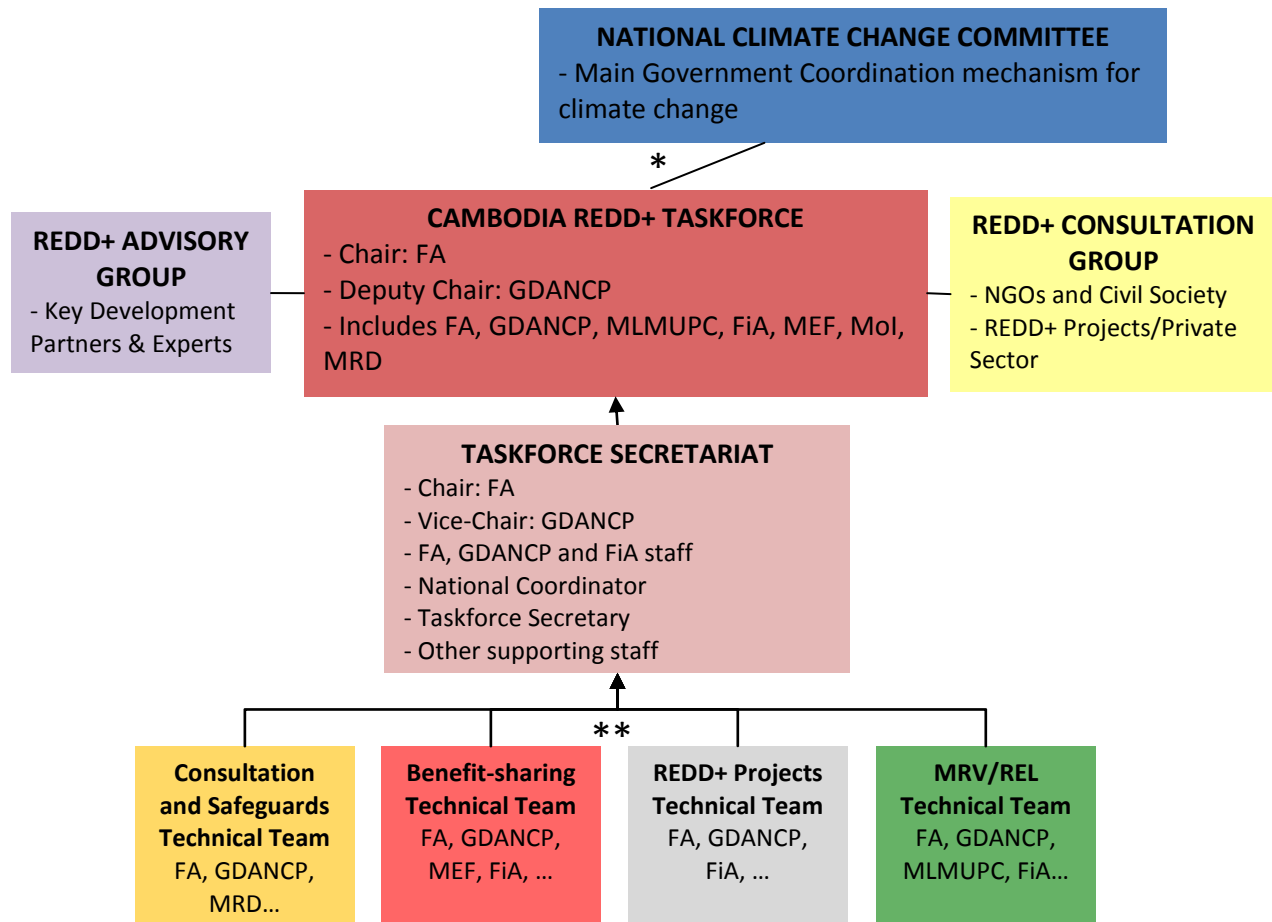 NATIONAL CLIMATE CHANGE COMMITTEE
- Main Government Coordination mechanism for
climate change
*
REDD+ ADVISORY
GROUP
- Key Development
Partners & Experts
CAMBODIA REDD+ TASKFORCE
- Chair: FA
- Deputy Chair: GDANCP
- Includes FA, GDANCP, MLMUPC, FiA, MEF, MoI,
MRD
REDD+ CONSULTATION
GROUP
- NGOs and Civil Society
- REDD+ Projects/Private
Sector
TASKFORCE SECRETARIAT
- Chair: FA
- Vice-Chair: GDANCP
- FA, GDANCP and FiA staff
- National Coordinator
- Taskforce Secretary
- Other supporting staff
**
Consultation
and Safeguards
Technical Team
FA, GDANCP,
MRD...
Benefit-sharing
Technical Team
FA, GDANCP,
MEF, FiA, ...
REDD+ Projects
Technical Team
FA, GDANCP,
FiA, ...
MRV/REL
Technical Team
FA, GDANCP,
MLMUPC, FiA...